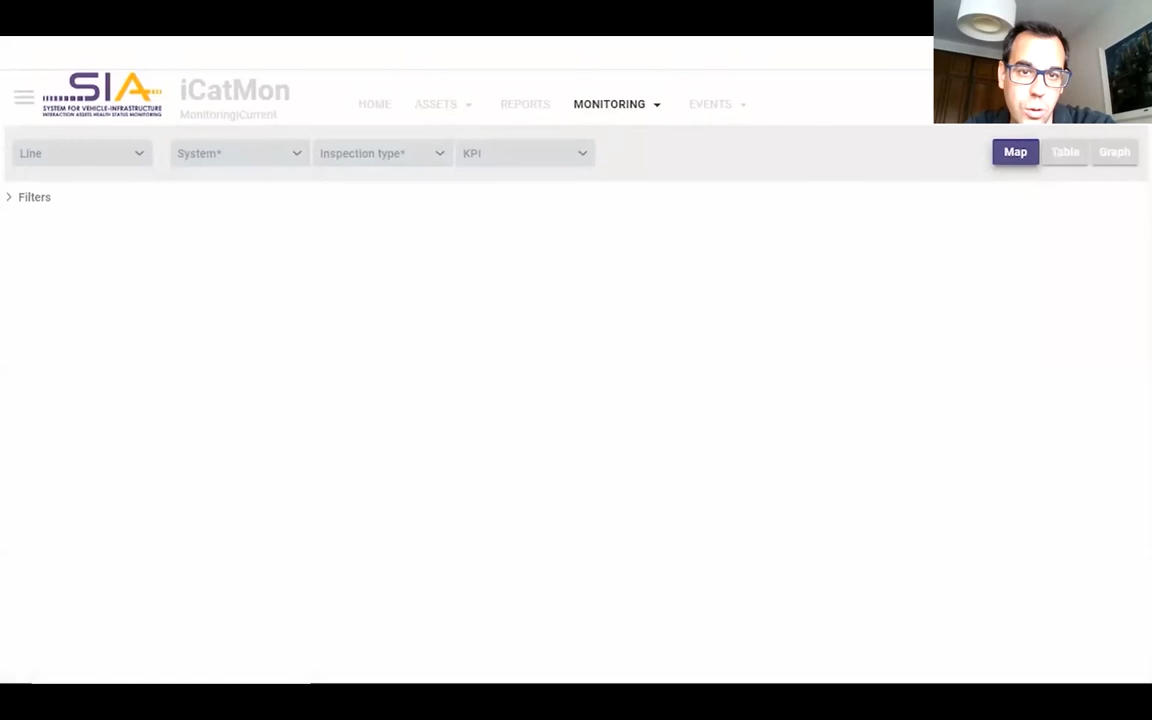 SIA
SYSTEM FOR VEHICLE-INFRASTRUCTURE
INTERACTION ASSETS HEALTH STATUS MONITORING
iCatMon
Monitoring|Current
HOME ASSETS REPORTS MONITORING EVENTS
Line System* Inspection type* KPI Map Table Graph
Filters